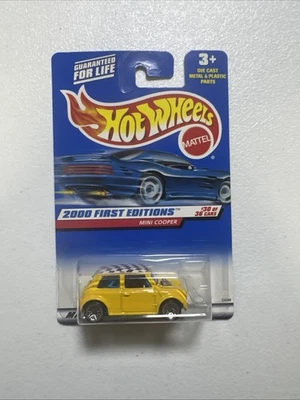 GUARANTEED
FOR LIFE
3+
DIE CAST
METAL & PLASTIC
PARTS
Hot Wheels
MATTEL
2000 FIRST EDITIONS
MINI COOPER
#30 OF
36 CARS